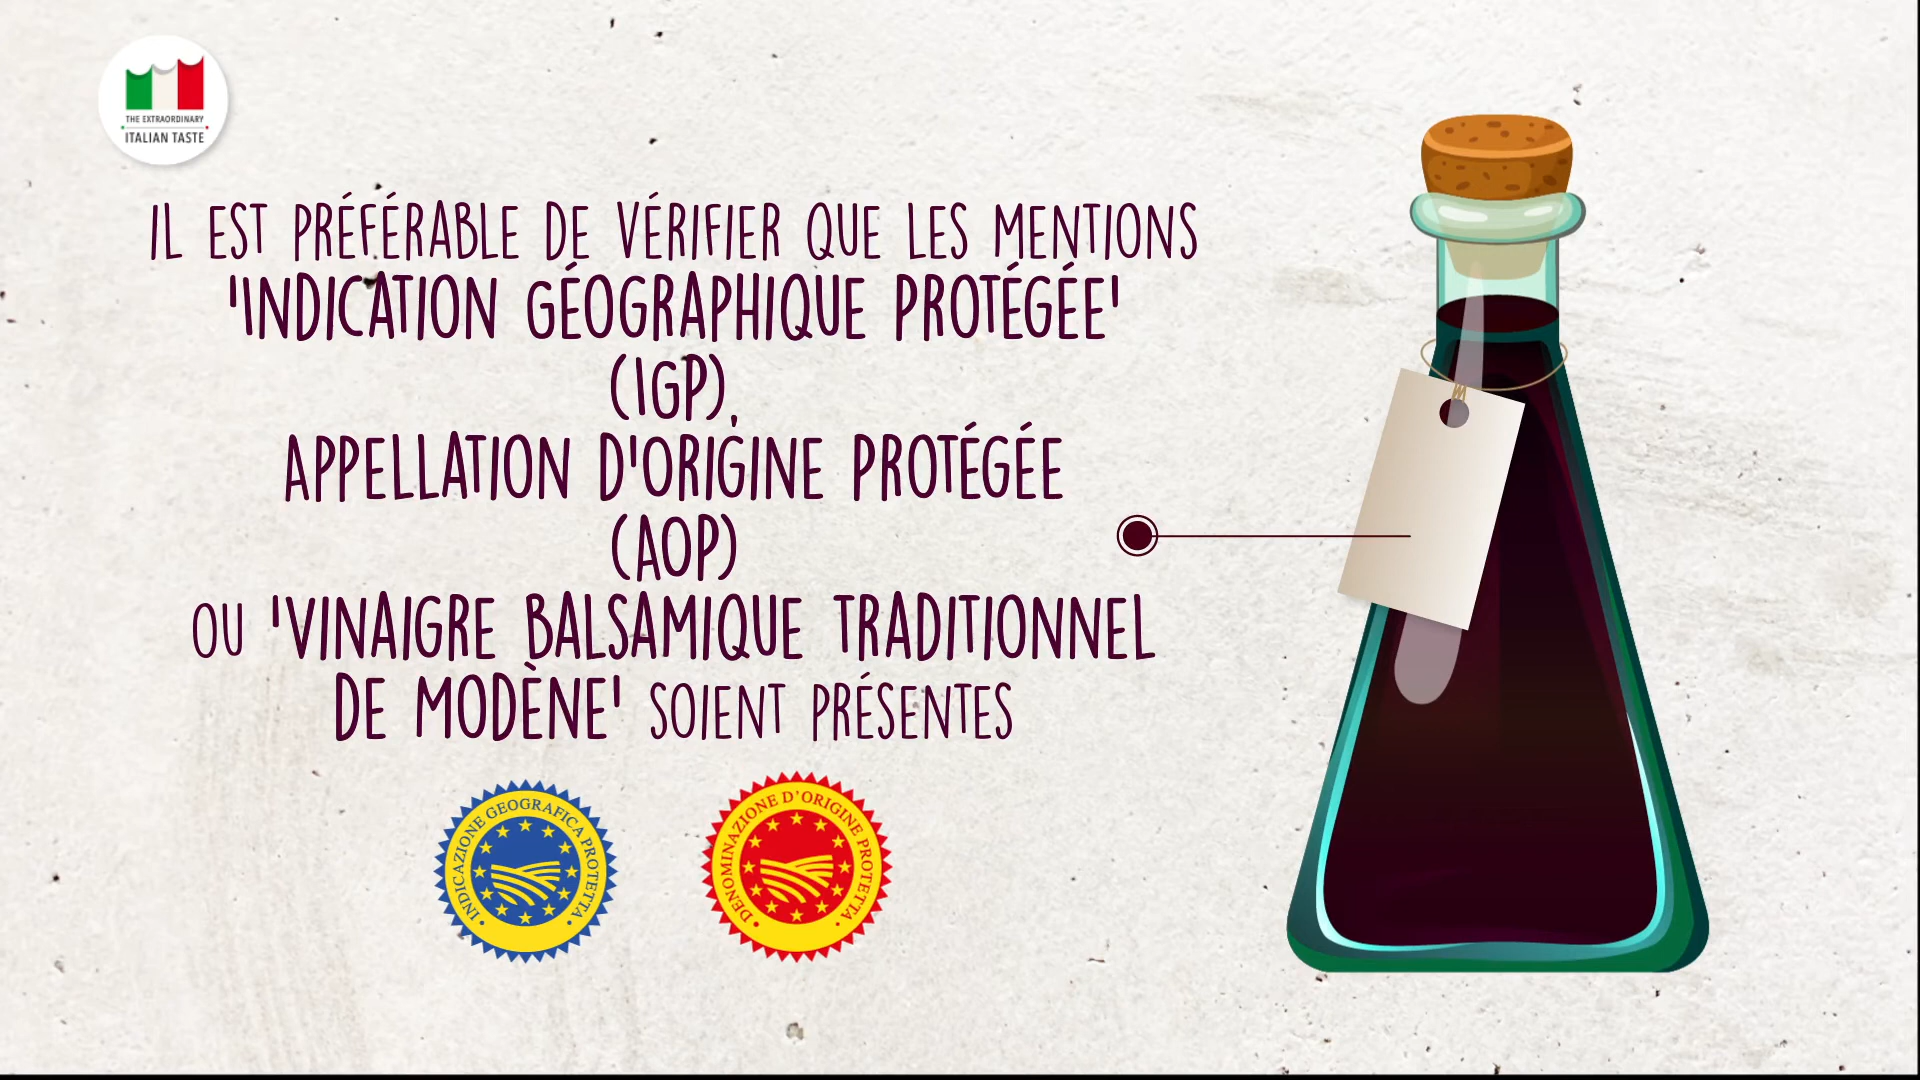 THE EXTRAORDINARY
ITALIAN TASTE
IL EST PRÉFÉRABLE DE VÉRIFIER QUE LES MENTIONS
'INDICATION GÉOGRAPHIQUE PROTÉGÉE'
(IGP),
APPELLATION D'ORIGINE PROTÉGÉE
(AOP)
OU 'VINAIGRE BALSAMIQUE TRADITIONNEL
DE MODÈNE' SOIENT PRÉSENTES
INDICAZIONE GEOGRAFICA PROTETTA
DENOMINAZIONE D'ORIGINE PROTETTA